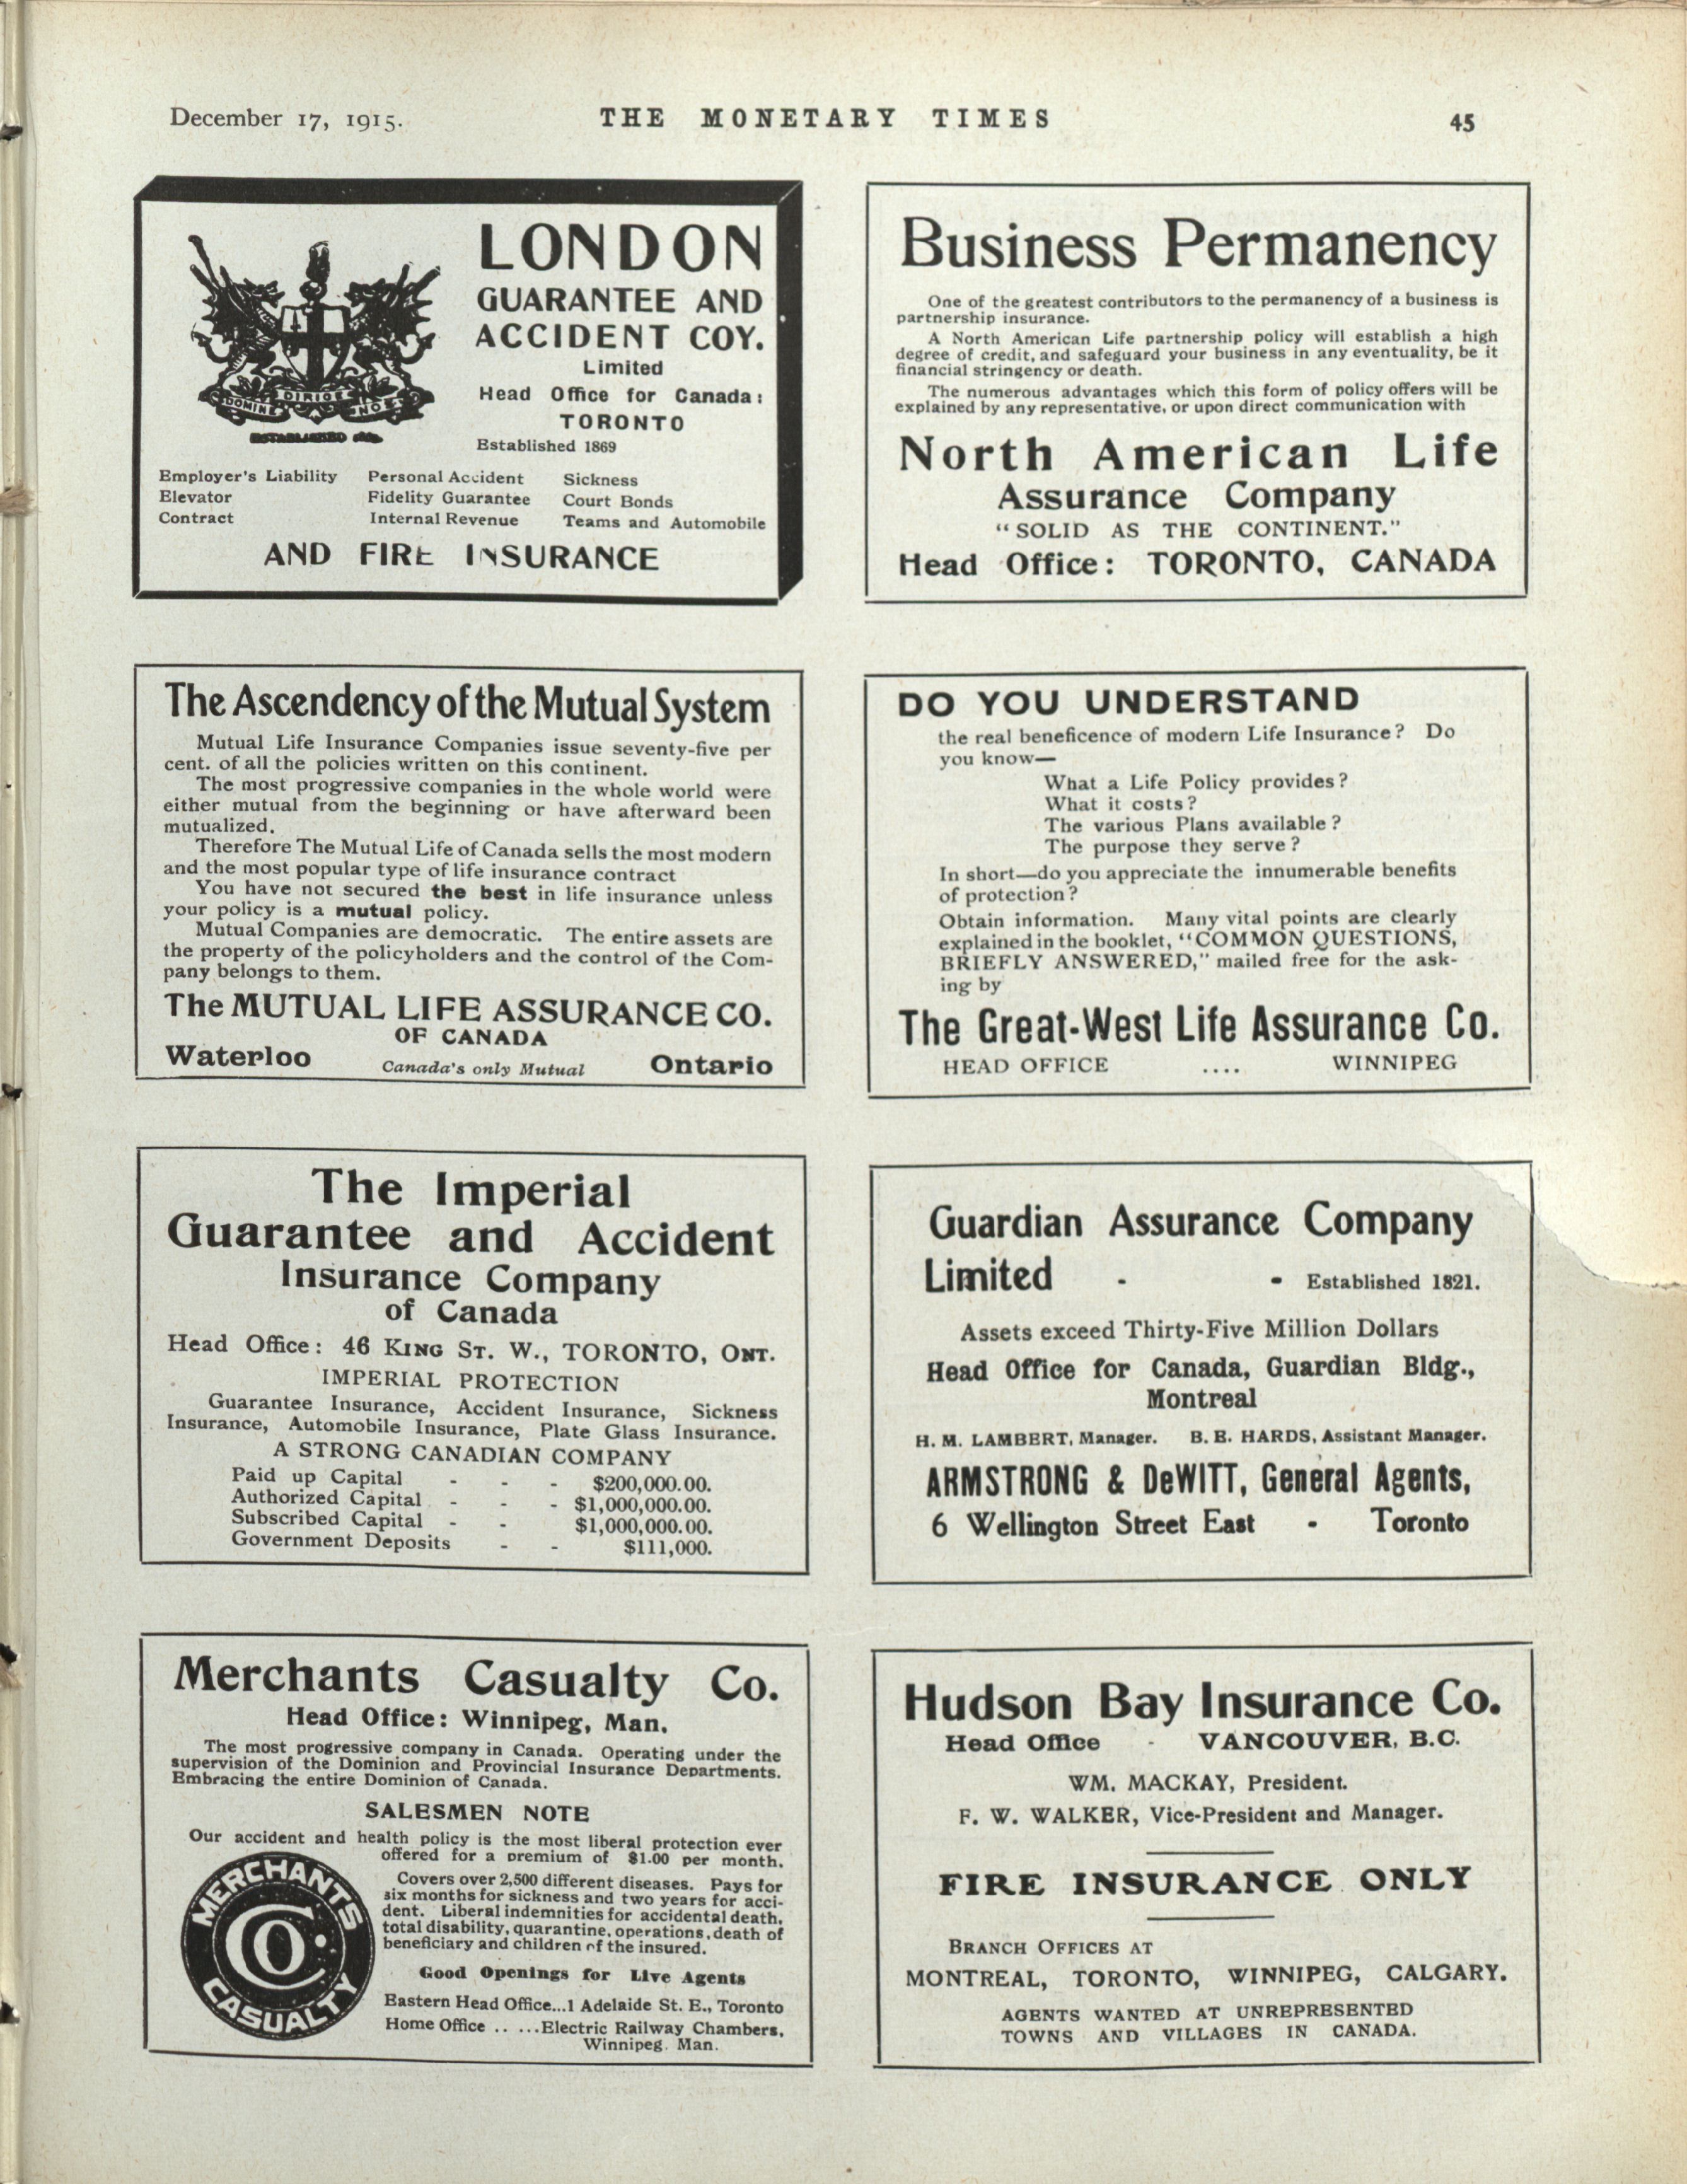 December 17, 1915.
THE MONETARY TIMES
45
DOMINE DIRIGE NOS
LONDON
GUARANTEE AND
ACCIDENT COY.
Limited
Head Office for Canada:
TORONTO
Established 1869
Employer's Liability Personal Accident Sickness
Elevator Fidelity Guarantee Court Bonds
Contract Internal Revenue Teams and Automobile
AND FIRE INSURANCE
Business Permanency
One of the greatest contributors to the permanency of a business is
partnership insurance.
A North American Life partnership policy will establish a high
degree of credit, and safeguard your business in any eventuality, be it
financial stringency or death.
The numerous advantages which this form of policy offers will be
explained by any representative, or upon direct communication with
North American Life
Assurance Company
"SOLID AS THE CONTINENT."
Head Office: TORONTO, CANADA
The Ascendency of the Mutual System
Mutual Life Insurance Companies issue seventy-five per
cent. of all the policies written on this continent.
The most progressive companies in the whole world were
either mutual from the beginning or have afterward been
mutualized.
Therefore The Mutual Life of Canada sells the most modern
and the most popular type of life insurance contract
You have not secured the best in life insurance unless
your policy is a mutual policy.
Mutual Companies are democratic. The entire assets are
the property of the policyholders and the control of the Com-
pany belongs to them.
The MUTUAL LIFE ASSURANCE CO.
OF CANADA
Waterloo Canada's only Mutual Ontario
DO YOU UNDERSTAND
the real beneficence of modern Life Insurance? Do
you know—
What a Life Policy provides?
What it costs?
The various Plans available?
The purpose they serve?
In short—do you appreciate the innumerable benefits
of protection?
Obtain information. Many vital points are clearly
explained in the booklet, "COMMON QUESTIONS,
BRIEFLY ANSWERED," mailed free for the ask-
ing by
The Great-West Life Assurance Co.
HEAD OFFICE .... WINNIPEG
The Imperial
Guarantee and Accident
Insurance Company
of Canada
Head Office: 46 KING ST. W., TORONTO, ONT.
IMPERIAL PROTECTION
Guarantee Insurance, Accident Insurance, Sickness
Insurance, Automobile Insurance, Plate Glass Insurance.
A STRONG CANADIAN COMPANY
Paid up Capital - - - $200,000.00.
Authorized Capital - - - $1,000,000.00.
Subscribed Capital - - $1,000,000.00.
Government Deposits - - $111,000.
Guardian Assurance Company
Limited - - Established 1821.
Assets exceed Thirty-Five Million Dollars
Head Office for Canada, Guardian Bldg.,
Montreal
H. M. LAMBERT, Manager. B. E. HARDS, Assistant Manager.
ARMSTRONG & DeWITT, General Agents,
6 Wellington Street East - Toronto
Merchants Casualty Co.
Head Office: Winnipeg, Man.
The most progressive company in Canada. Operating under the
supervision of the Dominion and Provincial Insurance Departments.
Embracing the entire Dominion of Canada.
SALESMEN NOTE
Our accident and health policy is the most liberal protection ever
offered for a premium of $1.00 per month.
Covers over 2,500 different diseases. Pays for
six months for sickness and two years for acci-
dent. Liberal indemnities for accidental death,
total disability, quarantine, operations, death of
beneficiary and children of the insured.
Good Openings for Live Agents
Eastern Head Office...1 Adelaide St. E., Toronto
Home Office .. ...Electric Railway Chambers,
Winnipeg. Man.
MERCHANTS
CO
CASUALTY
Hudson Bay Insurance Co.
Head Office - VANCOUVER, B.C.
WM. MACKAY, President.
F. W. WALKER, Vice-President and Manager.
FIRE INSURANCE ONLY
BRANCH OFFICES AT
MONTREAL, TORONTO, WINNIPEG, CALGARY.
AGENTS WANTED AT UNREPRESENTED
TOWNS AND VILLAGES IN CANADA.